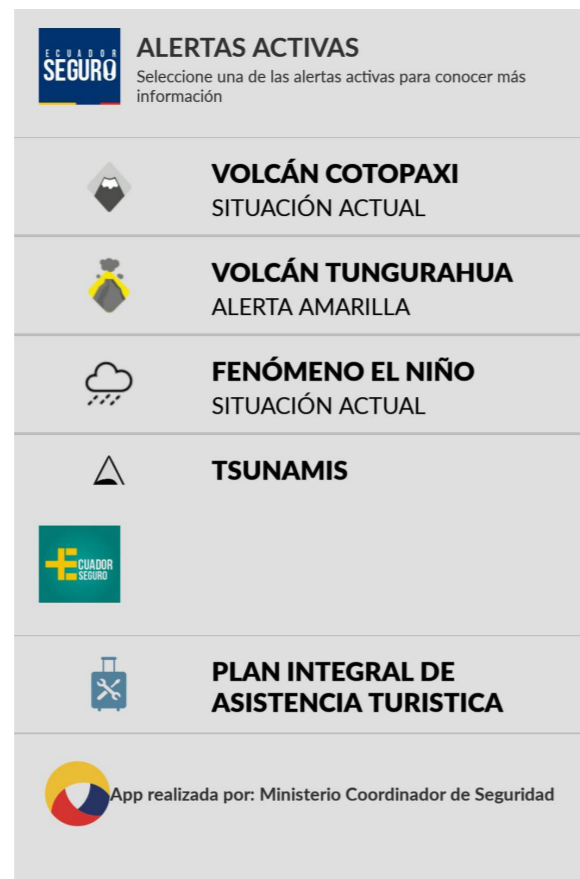 ECUADOR
SEGURO
ALERTAS ACTIVAS
Seleccione una de las alertas activas para conocer más
información
VOLCÁN COTOPAXI
SITUACIÓN ACTUAL
VOLCÁN TUNGURAHUA
ALERTA AMARILLA
FENÓMENO EL NIÑO
SITUACIÓN ACTUAL
TSUNAMIS
ECUADOR
SEGURO
PLAN INTEGRAL DE
ASISTENCIA TURISTICA
App realizada por: Ministerio Coordinador de Seguridad